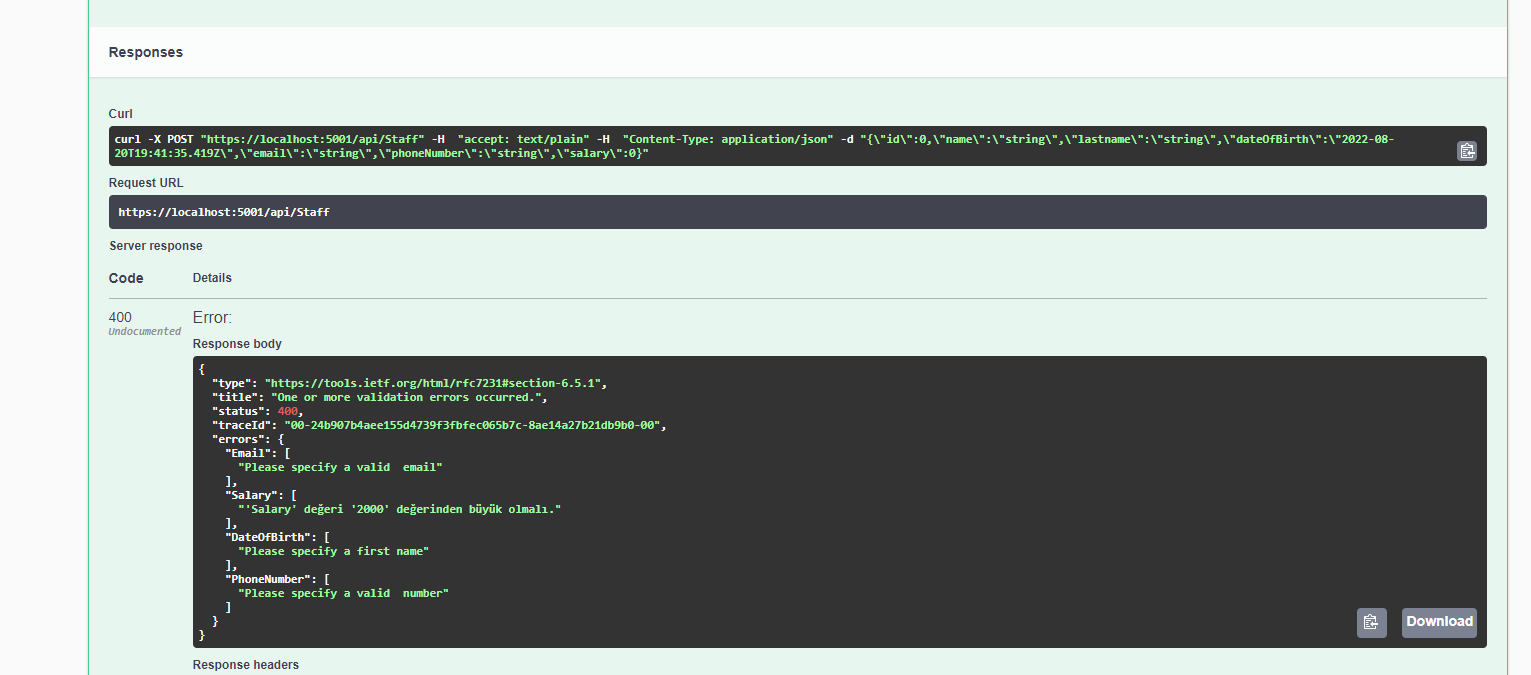 Responses
Curl
curl -X POST "https://localhost:5001/api/Staff" -H  "accept: text/plain" -H  "Content-Type: application/json" -d "{\"id\":0,\"name\":\"string\",\"lastname\":\"string\",\"dateOfBirth\":\"2022-08-
20T19:41:35.419Z\",\"email\":\"string\",\"phoneNumber\":\"string\",\"salary\":0}"
Request URL
https://localhost:5001/api/Staff
Server response
Code Details
400 Error:
Undocumented
Response body
{
  "type": "https://tools.ietf.org/html/rfc7231#section-6.5.1",
  "title": "One or more validation errors occurred.",
  "status": 400,
  "traceId": "00-24b907b4aee155d4739f3fbfec065b7c-8ae14a27b21db9b0-00",
  "errors": {
    "Email": [
      "Please specify a valid  email"
    ],
    "Salary": [
      "'Salary' değeri '2000' değerinden büyük olmalı."
    ],
    "DateOfBirth": [
      "Please specify a first name"
    ],
    "PhoneNumber": [
      "Please specify a valid  number"
    ]
  }
}
Download
Response headers